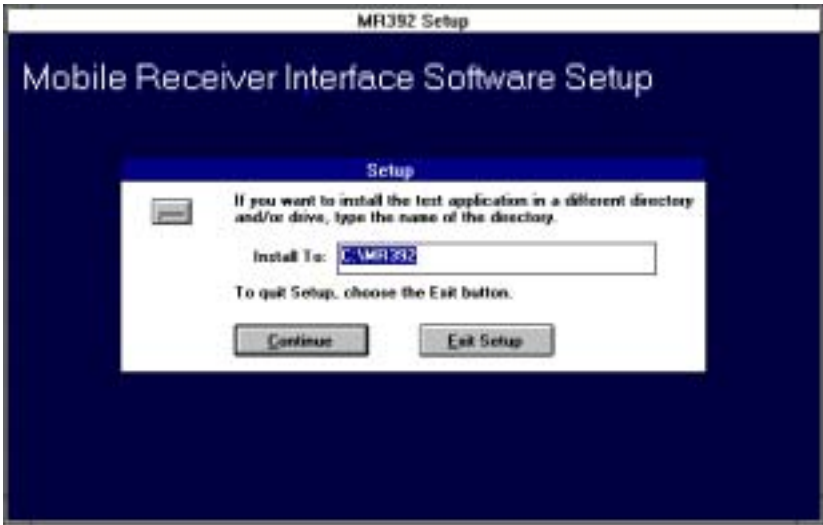 MR392 Setup
Mobile Receiver Interface Software Setup
Setup
If you want to install the test application in a different directory
and/or drive, type the name of the directory.
Install To: C:\MR392
To quit Setup, choose the Exit button.
Continue
Exit Setup